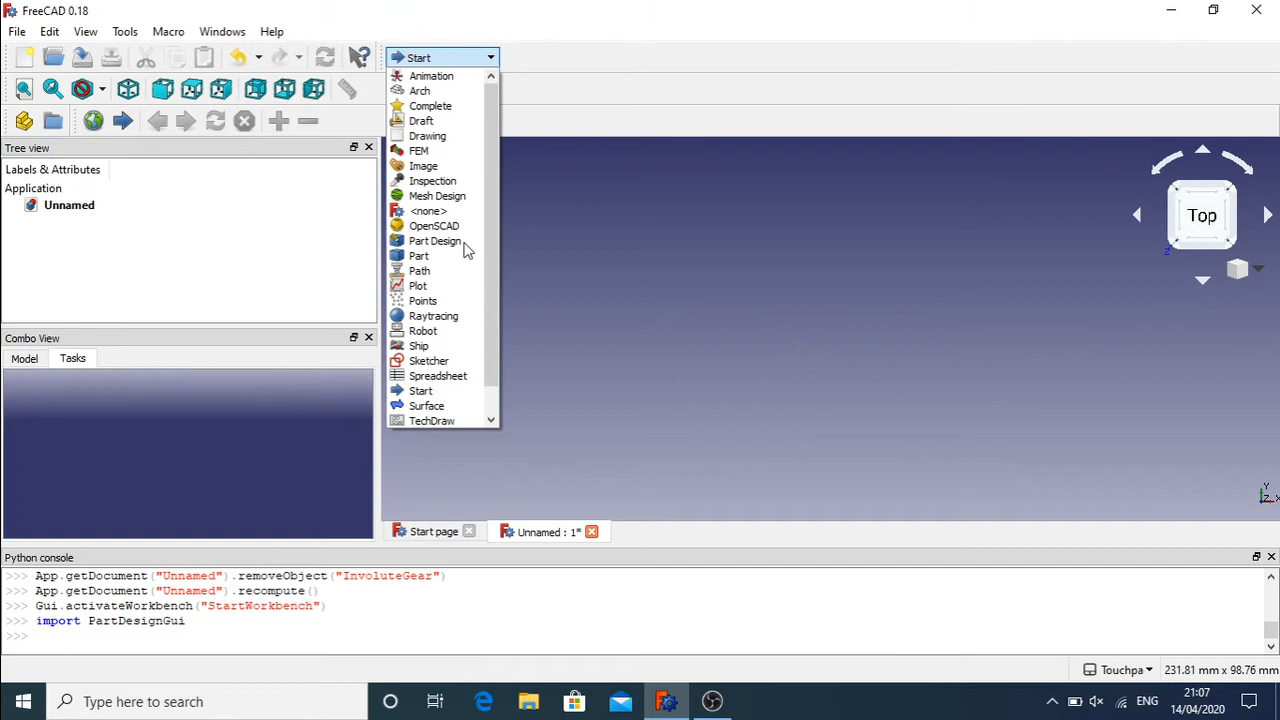 FreeCAD 0.18
File Edit View Tools Macro Windows Help
Start
Animation
Arch
Complete
Draft
Drawing
FEM
Image
Inspection
Mesh Design
<none>
OpenSCAD
Part Design
Part
Path
Plot
Points
Raytracing
Robot
Ship
Sketcher
Spreadsheet
Start
Surface
TechDraw
Tree view
Labels & Attributes
Application
Unnamed
Combo View
Model Tasks
Top
Z
Y
Z X
Start page Unnamed : 1*
Python console
>>> App.getDocument("Unnamed").removeObject("InvoluteGear")
>>> App.getDocument("Unnamed").recompute()
>>> Gui.activateWorkbench("StartWorkbench")
>>> import PartDesignGui
>>>
Touchpa 231.81 mm x 98.76 mm
Type here to search
ENG
21:07
14/04/2020